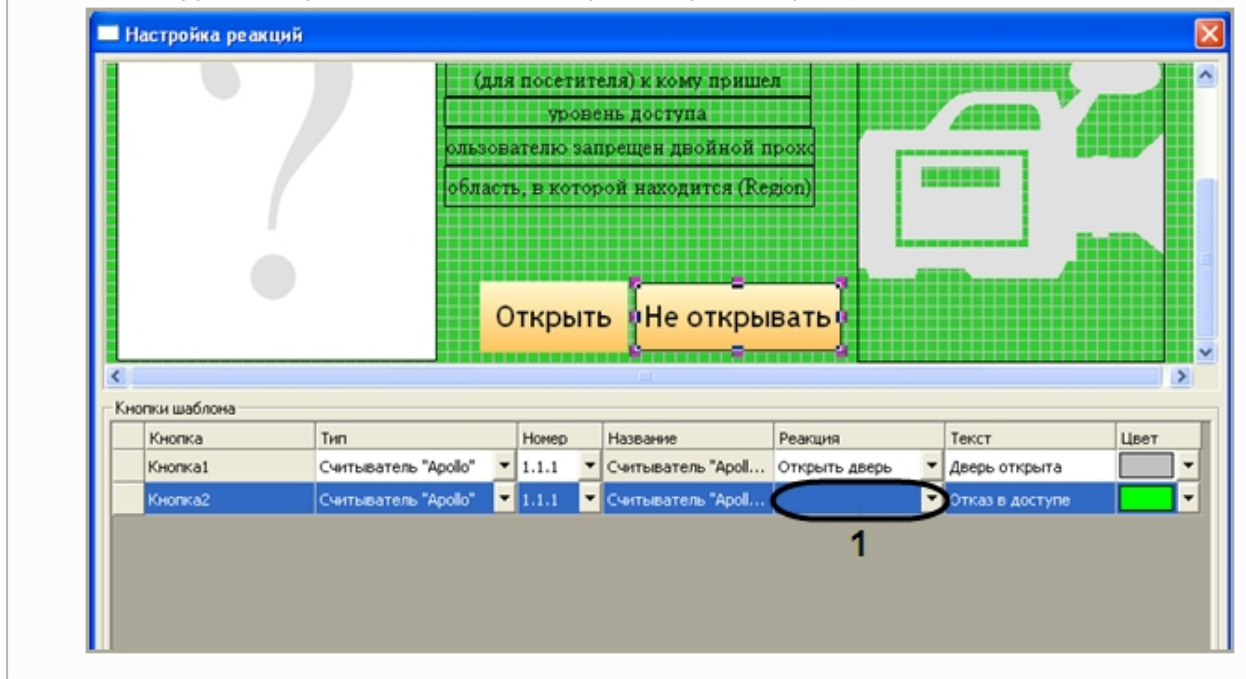 Настройка реакций
(для посетителя) к кому пришел
уровень доступа
ользователю запрещен двойной прохо
область, в которой находится (Region)
Открыть Не открывать
Кнопки шаблона
Кнопка Тип Номер Название Реакция Текст Цвет
Кнопка1 Считыватель "Apollo" 1.1.1 Считыватель "Apoll... Открыть дверь Дверь открыта
Кнопка2 Считыватель "Apollo" 1.1.1 Считыватель "Apoll... Отказ в доступе
1